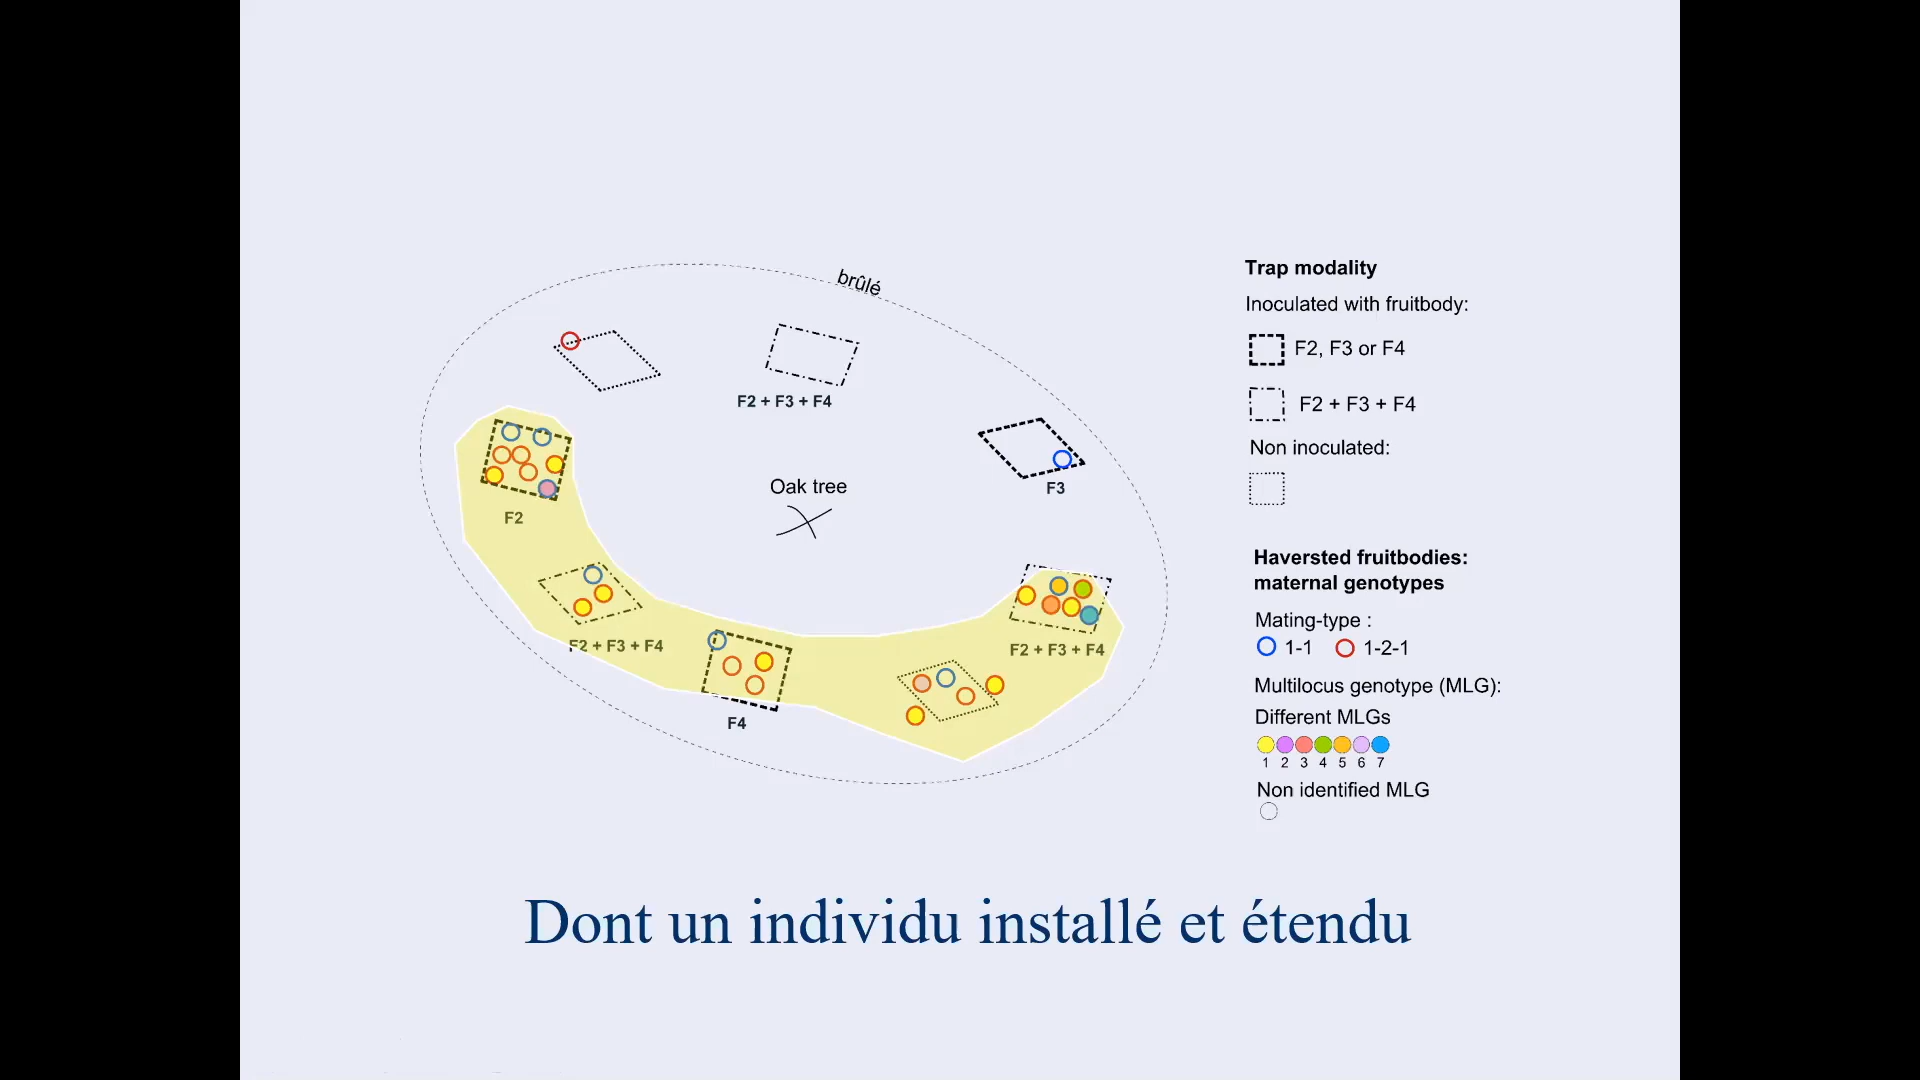 brûlé
F2 + F3 + F4
F3
Oak tree
F2
F2 + F3 + F4
F2 + F3 + F4
F4
Trap modality
Inoculated with fruitbody:
F2, F3 or F4
F2 + F3 + F4
Non inoculated:
Haversted fruitbodies:
maternal genotypes
Mating-type :
1-1 1-2-1
Multilocus genotype (MLG):
Different MLGs
1 2 3 4 5 6 7
Non identified MLG
Dont un individu installé et étendu